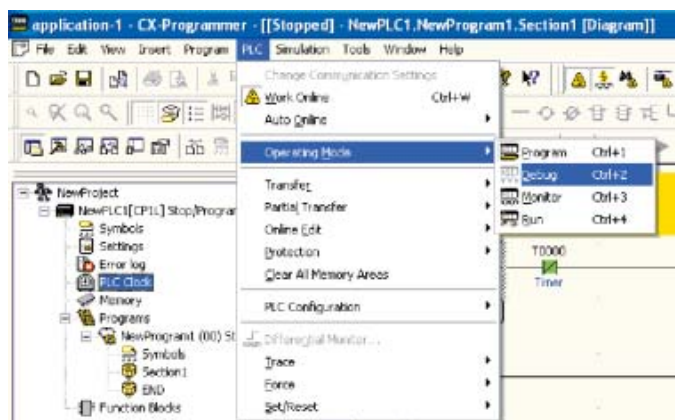 application-1 - CX-Programmer - [[Stopped] - NewPLC1.NewProgram1.Section1 [Diagram]]
File Edit View Insert Program PLC Simulation Tools Window Help
Change Communication Settings
Work Online Ctrl+W
Auto Online
Operating Mode
Program Ctrl+1
Debug Ctrl+2
Monitor Ctrl+3
Run Ctrl+4
Transfer
Partial Transfer
Online Edit
Protection
Clear All Memory Areas
PLC Configuration
Differential Monitor...
Trace
Force
Set/Reset
NewProject
NewPLC1[CP1L] Stop/Progra
Symbols
Settings
Error log
PLC Clock
Memory
Programs
NewProgram1 (00) St
Symbols
Section1
END
Function Blocks
T0000
Timer